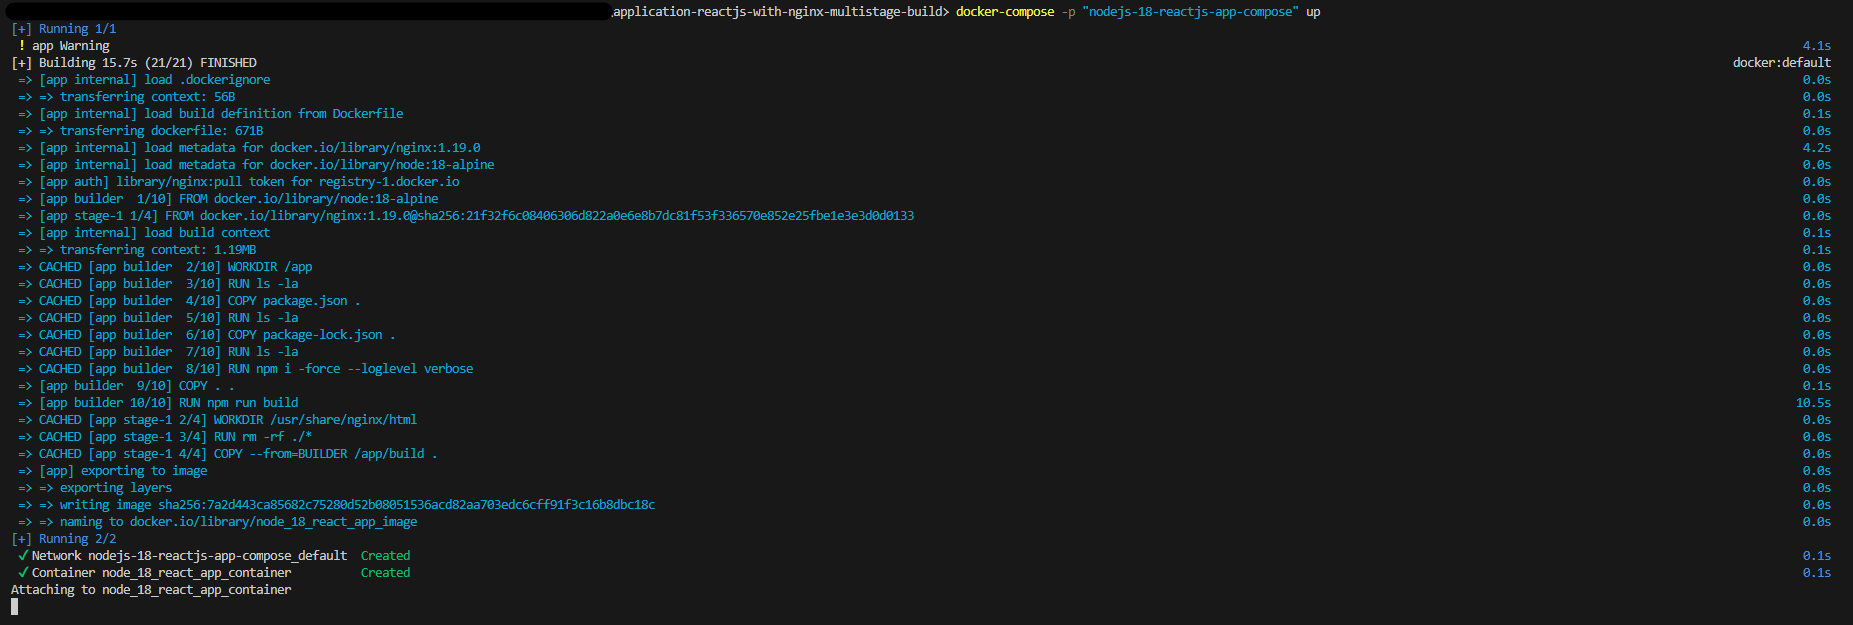 \application-reactjs-with-nginx-multistage-build> docker-compose -p "nodejs-18-reactjs-app-compose" up
[+] Running 1/1
! app Warning 4.1s
[+] Building 15.7s (21/21) FINISHED docker:default
=> [app internal] load .dockerignore 0.0s
=> => transferring context: 56B 0.0s
=> [app internal] load build definition from Dockerfile 0.1s
=> => transferring dockerfile: 671B 0.0s
=> [app internal] load metadata for docker.io/library/nginx:1.19.0 4.2s
=> [app internal] load metadata for docker.io/library/node:18-alpine 0.0s
=> [app auth] library/nginx:pull token for registry-1.docker.io 0.0s
=> [app builder  1/10] FROM docker.io/library/node:18-alpine 0.0s
=> [app stage-1 1/4] FROM docker.io/library/nginx:1.19.0@sha256:21f32f6c08406306d822a0e6e8b7dc81f53f336570e852e25fbe1e3e3d0d0133 0.0s
=> [app internal] load build context 0.1s
=> => transferring context: 1.19MB 0.1s
=> CACHED [app builder  2/10] WORKDIR /app 0.0s
=> CACHED [app builder  3/10] RUN ls -la 0.0s
=> CACHED [app builder  4/10] COPY package.json . 0.0s
=> CACHED [app builder  5/10] RUN ls -la 0.0s
=> CACHED [app builder  6/10] COPY package-lock.json . 0.0s
=> CACHED [app builder  7/10] RUN ls -la 0.0s
=> CACHED [app builder  8/10] RUN npm i -force --loglevel verbose 0.0s
=> [app builder  9/10] COPY . . 0.1s
=> [app builder 10/10] RUN npm run build 10.5s
=> CACHED [app stage-1 2/4] WORKDIR /usr/share/nginx/html 0.0s
=> CACHED [app stage-1 3/4] RUN rm -rf ./* 0.0s
=> CACHED [app stage-1 4/4] COPY --from=BUILDER /app/build . 0.0s
=> [app] exporting to image 0.0s
=> => exporting layers 0.0s
=> => writing image sha256:7a2d443ca85682c75280d52b08051536acd82aa703edc6cff91f3c16b8dbc18c 0.0s
=> => naming to docker.io/library/node_18_react_app_image 0.0s
[+] Running 2/2
✓Network nodejs-18-reactjs-app-compose_default Created 0.1s
✓Container node_18_react_app_container Created 0.1s
Attaching to node_18_react_app_container